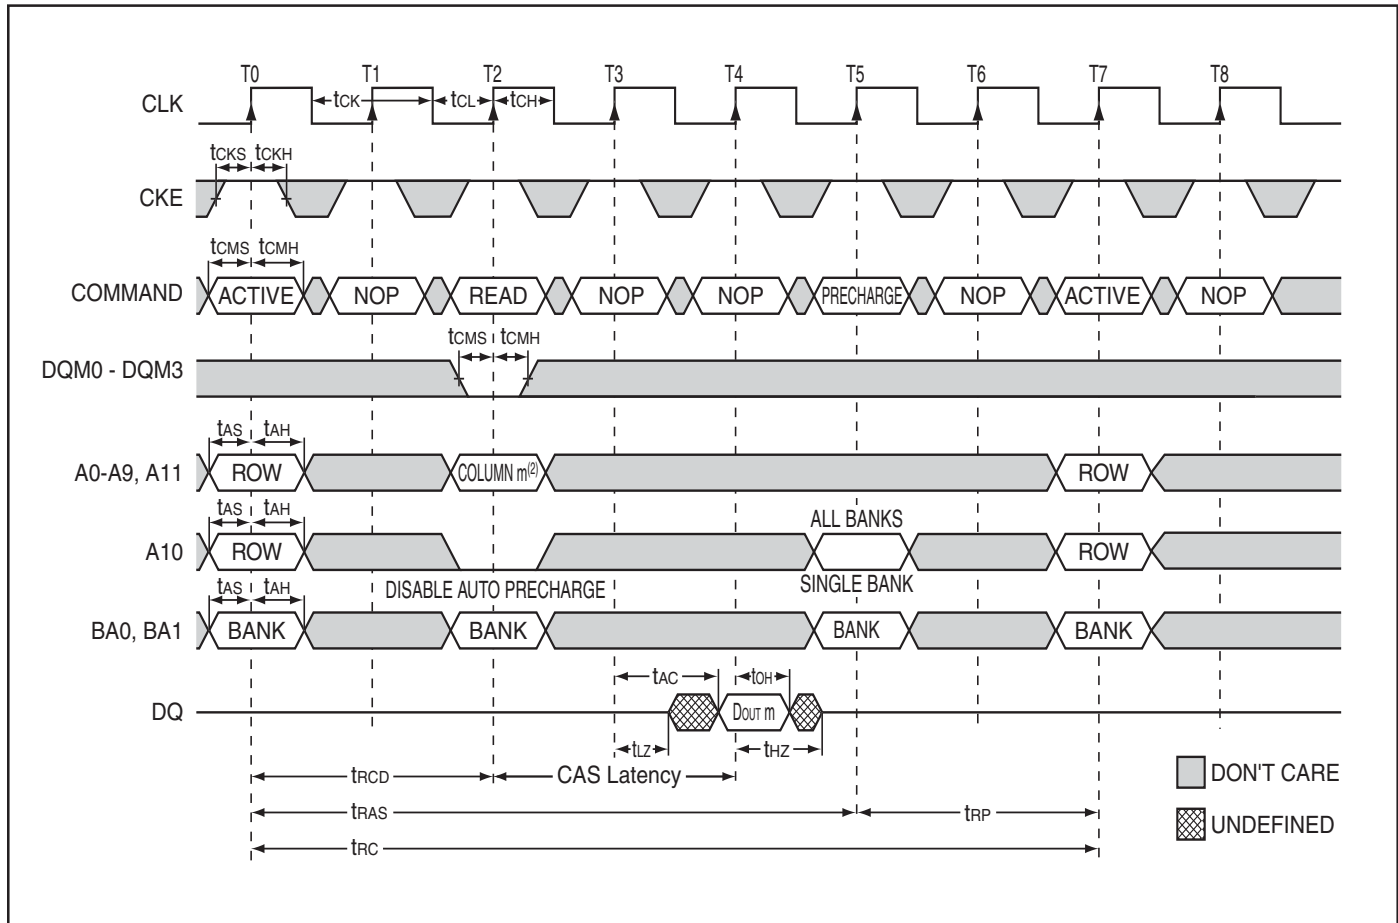 T0 T1 T2 T3 T4 T5 T6 T7 T8
CLK tCK tCL tCH
tCKS tCKH
CKE
tCMS tCMH
COMMAND ACTIVE NOP READ NOP NOP PRECHARGE NOP ACTIVE NOP
tCMS tCMH
DQM0 - DQM3
tAS tAH
A0-A9, A11 ROW COLUMN m(2) ROW
tAS tAH ALL BANKS
A10 ROW ROW
DISABLE AUTO PRECHARGE SINGLE BANK
tAS tAH
BA0, BA1 BANK BANK BANK BANK
tAC tOH
DQ DOUT m
tLZ tHZ
tRCD CAS Latency DON'T CARE
tRAS tRP
UNDEFINED
tRC